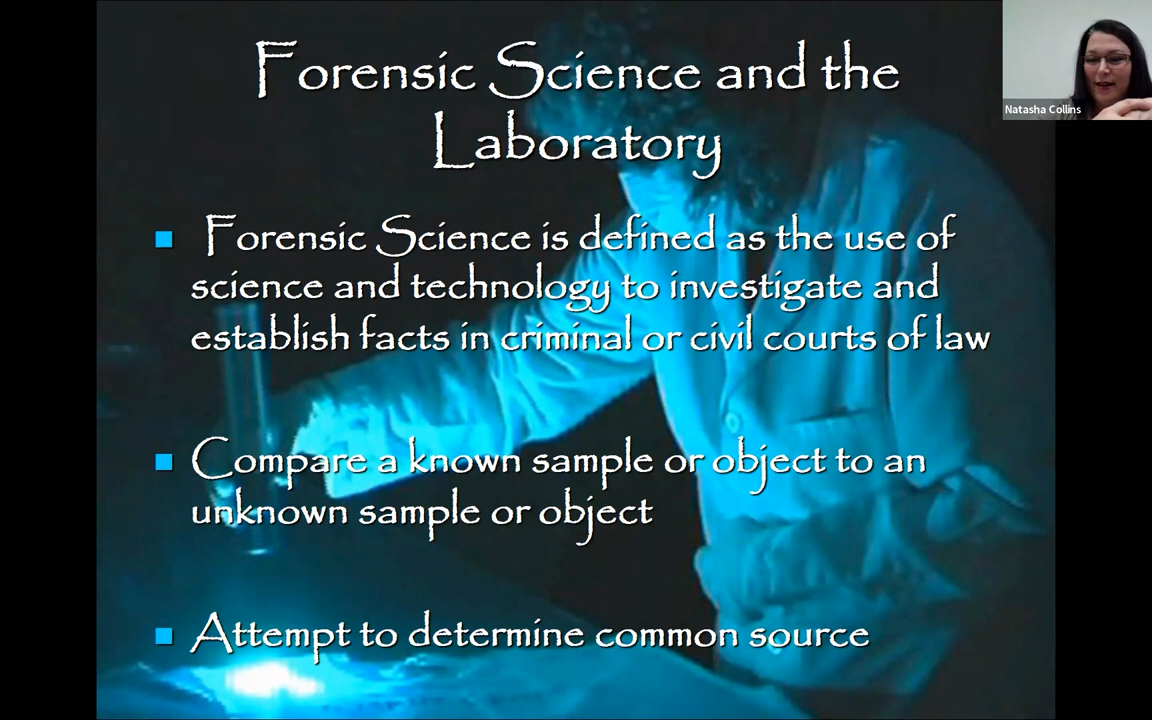 Forensic Science and the
Laboratory
Natasha Collins
Forensic Science is defined as the use of
science and technology to investigate and
establish facts in criminal or civil courts of law
Compare a known sample or object to an
unknown sample or object
Attempt to determine common source